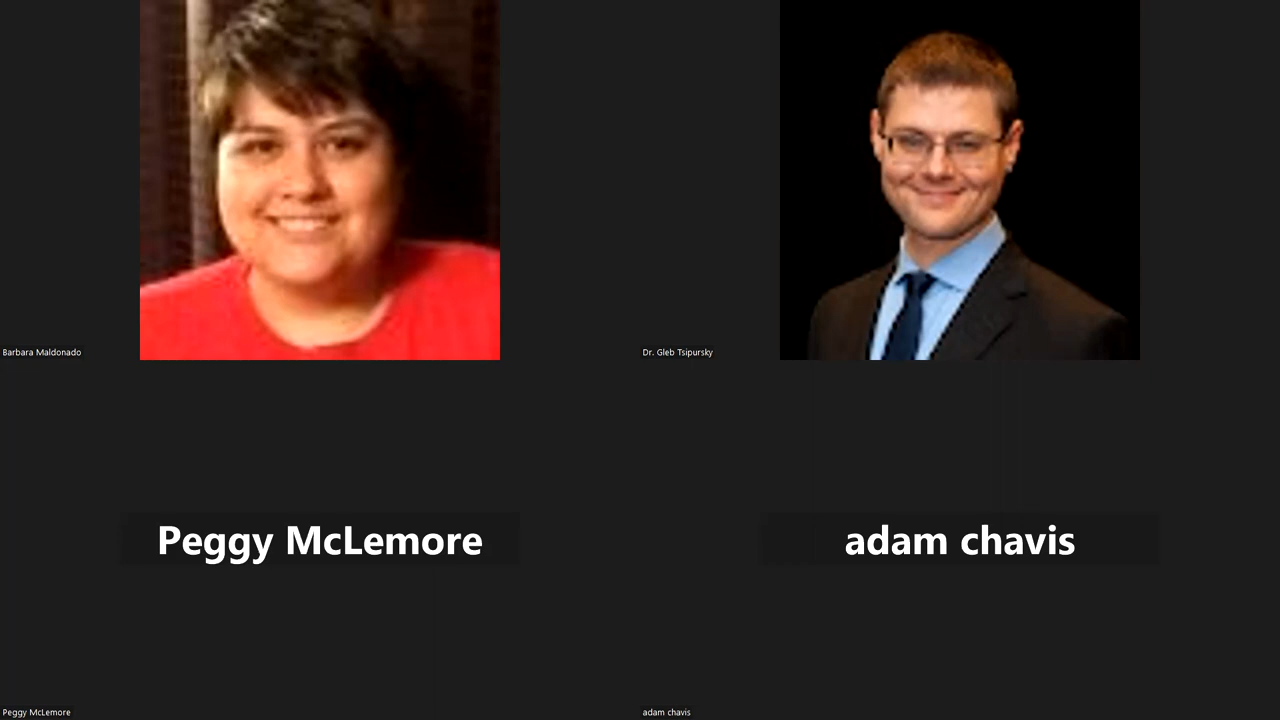 Barbara Maldonado
Dr. Gleb Tsipursky
Peggy McLemore
adam chavis
Peggy McLemore
adam chavis